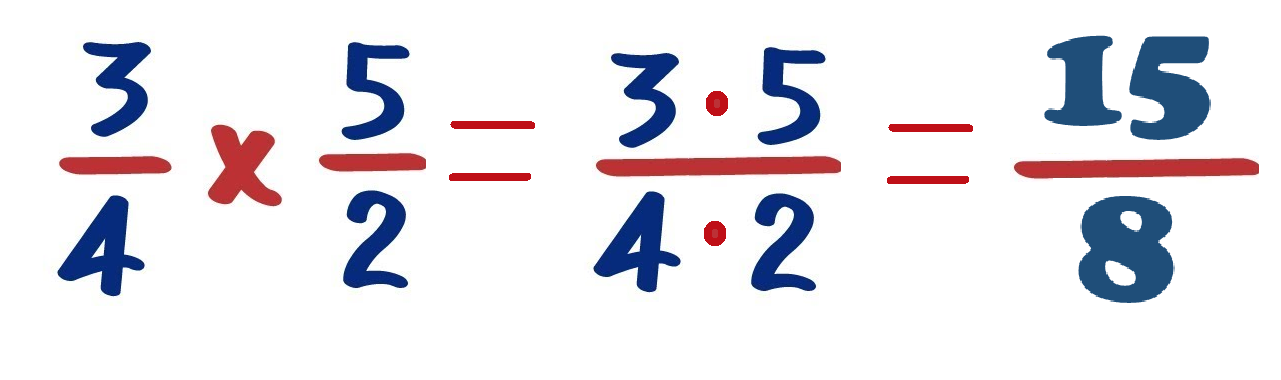 3/4 x 5/2 = 3·5/4·2 = 15/8